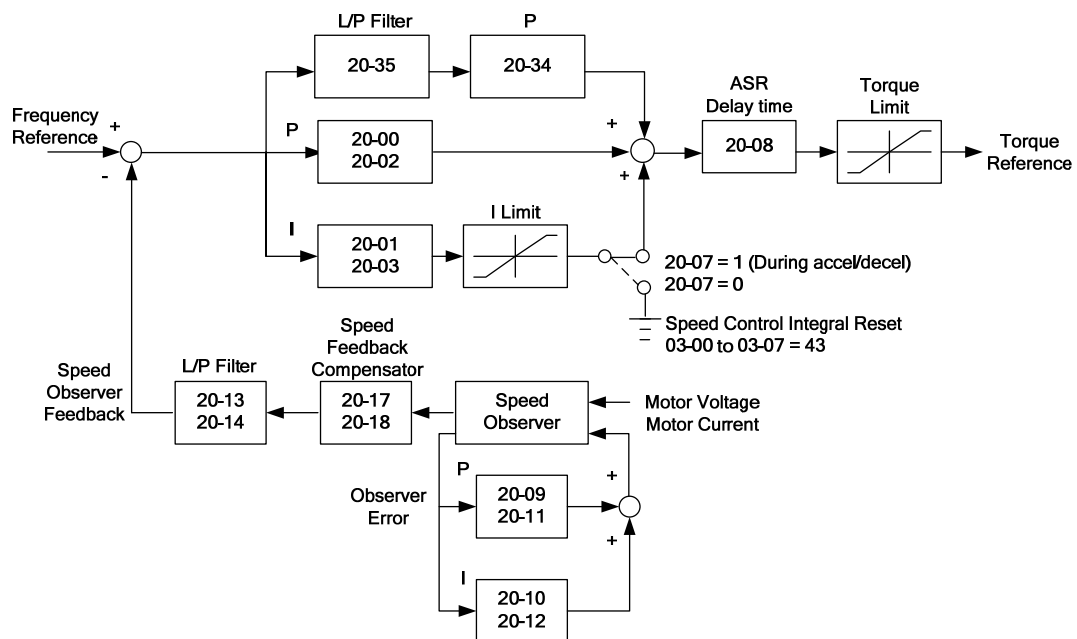 L/P Filter
P
20-35
20-34
ASR
Delay time
Torque
Limit
Frequency
Reference
+
-
P
20-00
20-02
+
+
20-08
Torque
Reference
I
20-01
20-03
I Limit
20-07 = 1 (During accel/decel)
20-07 = 0
Speed Control Integral Reset
03-00 to 03-07 = 43
Speed
Observer
Feedback
L/P Filter
20-13
20-14
Speed
Feedback
Compensator
20-17
20-18
Speed
Observer
Motor Voltage
Motor Current
Observer
Error
P
20-09
20-11
+
+
I
20-10
20-12